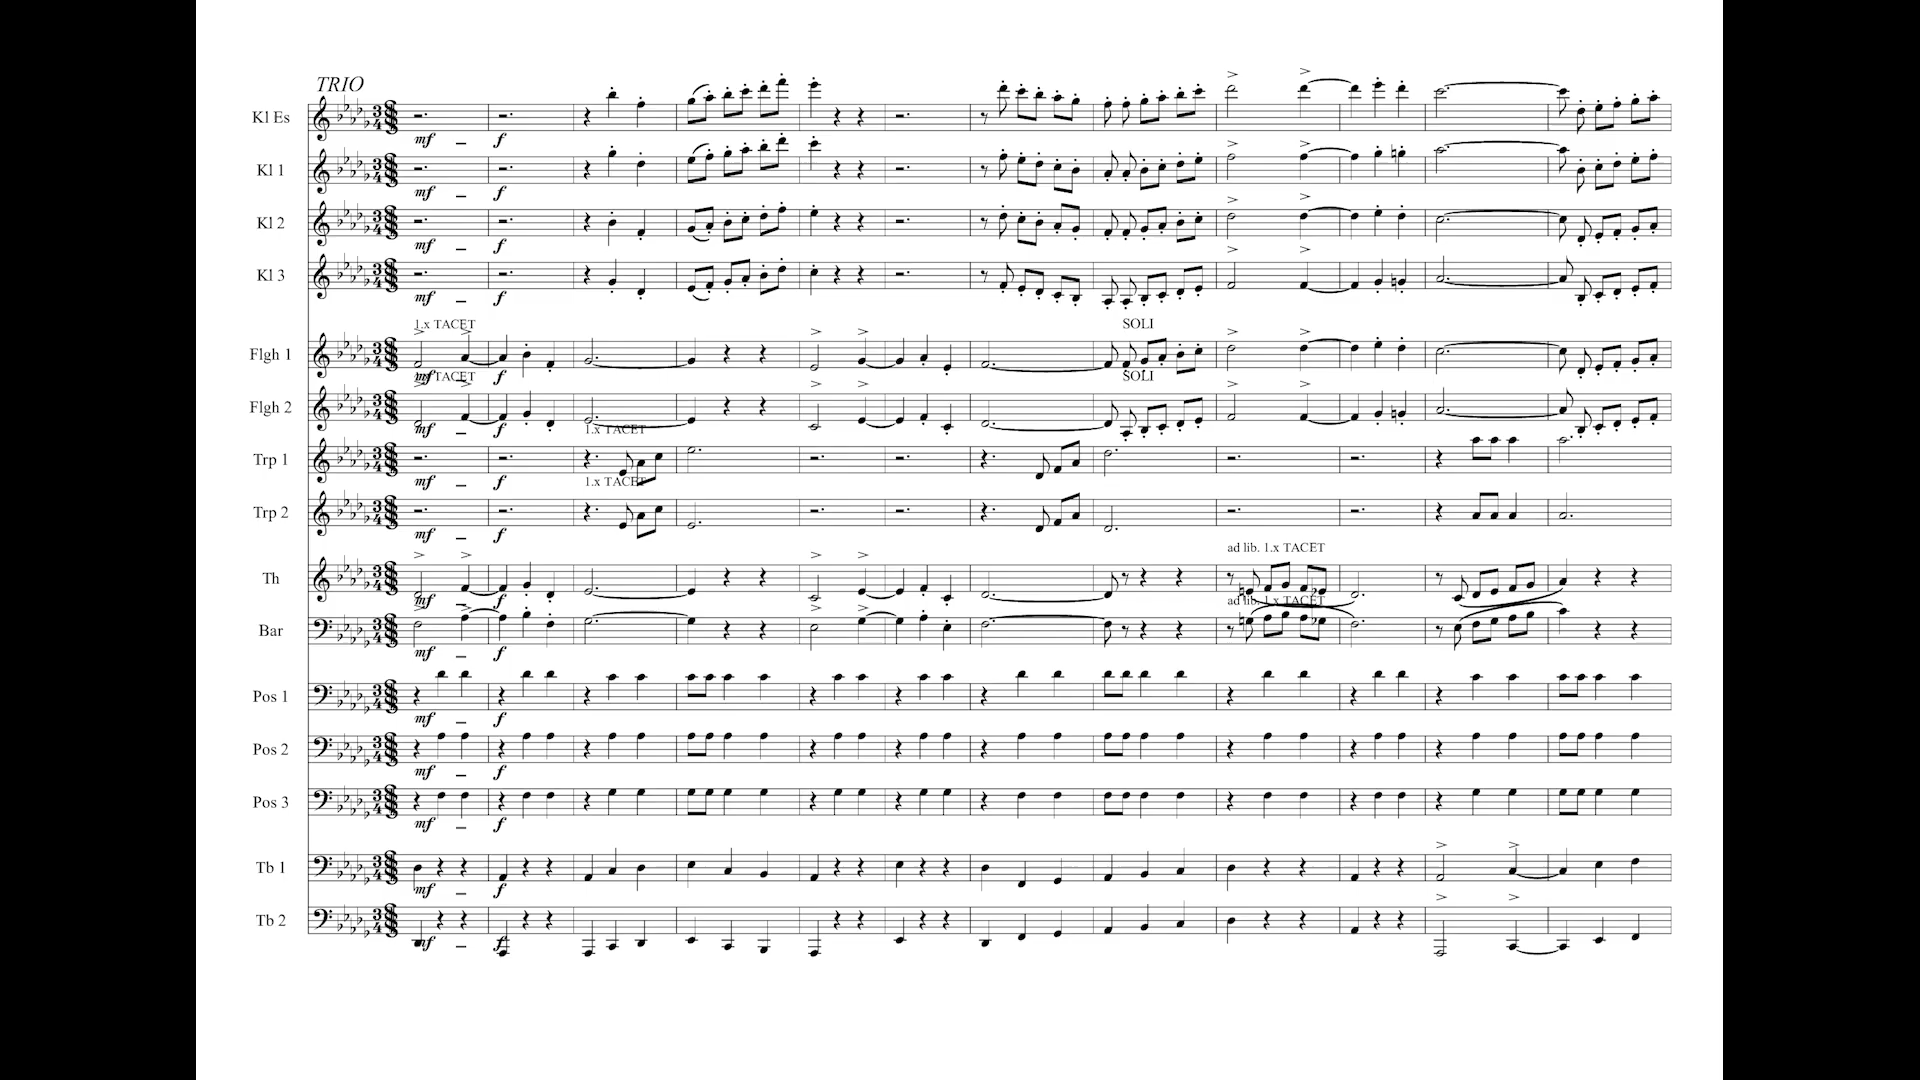 TRIO
Kl Es
mf – f
Kl 1
mf – f
Kl 2
mf – f
Kl 3
mf – f
1.x TACET
SOLI
Flgh 1
mf – f
1.x TACET
SOLI
Flgh 2
mf – f
1.x TACET
Trp 1
mf – f
1.x TACET
Trp 2
mf – f
ad lib. 1.x TACET
Th
mf – f
ad lib. 1.x TACET
Bar
mf – f
Pos 1
mf – f
Pos 2
mf – f
Pos 3
mf – f
Tb 1
mf – f
Tb 2
mf – f